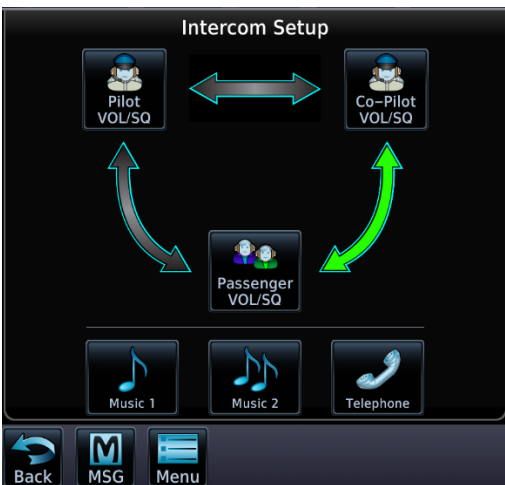 Intercom Setup
Pilot
VOL/SQ
Co-Pilot
VOL/SQ
Passenger
VOL/SQ
Music 1
Music 2
Telephone
Back
MSG
Menu